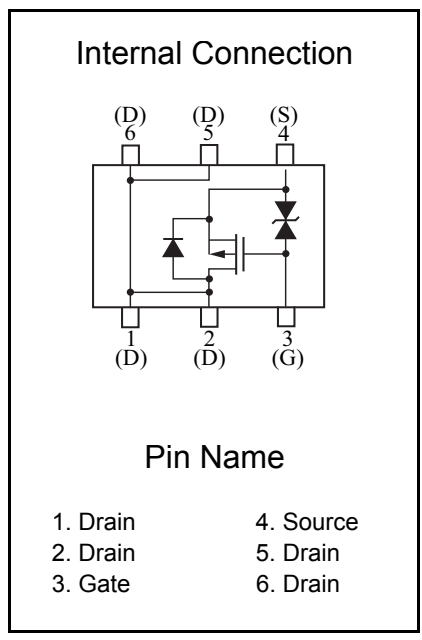 Internal Connection
(D) (D) (S)
6 5 4
1 2 3
(D) (D) (G)
Pin Name
1. Drain 4. Source
2. Drain 5. Drain
3. Gate 6. Drain